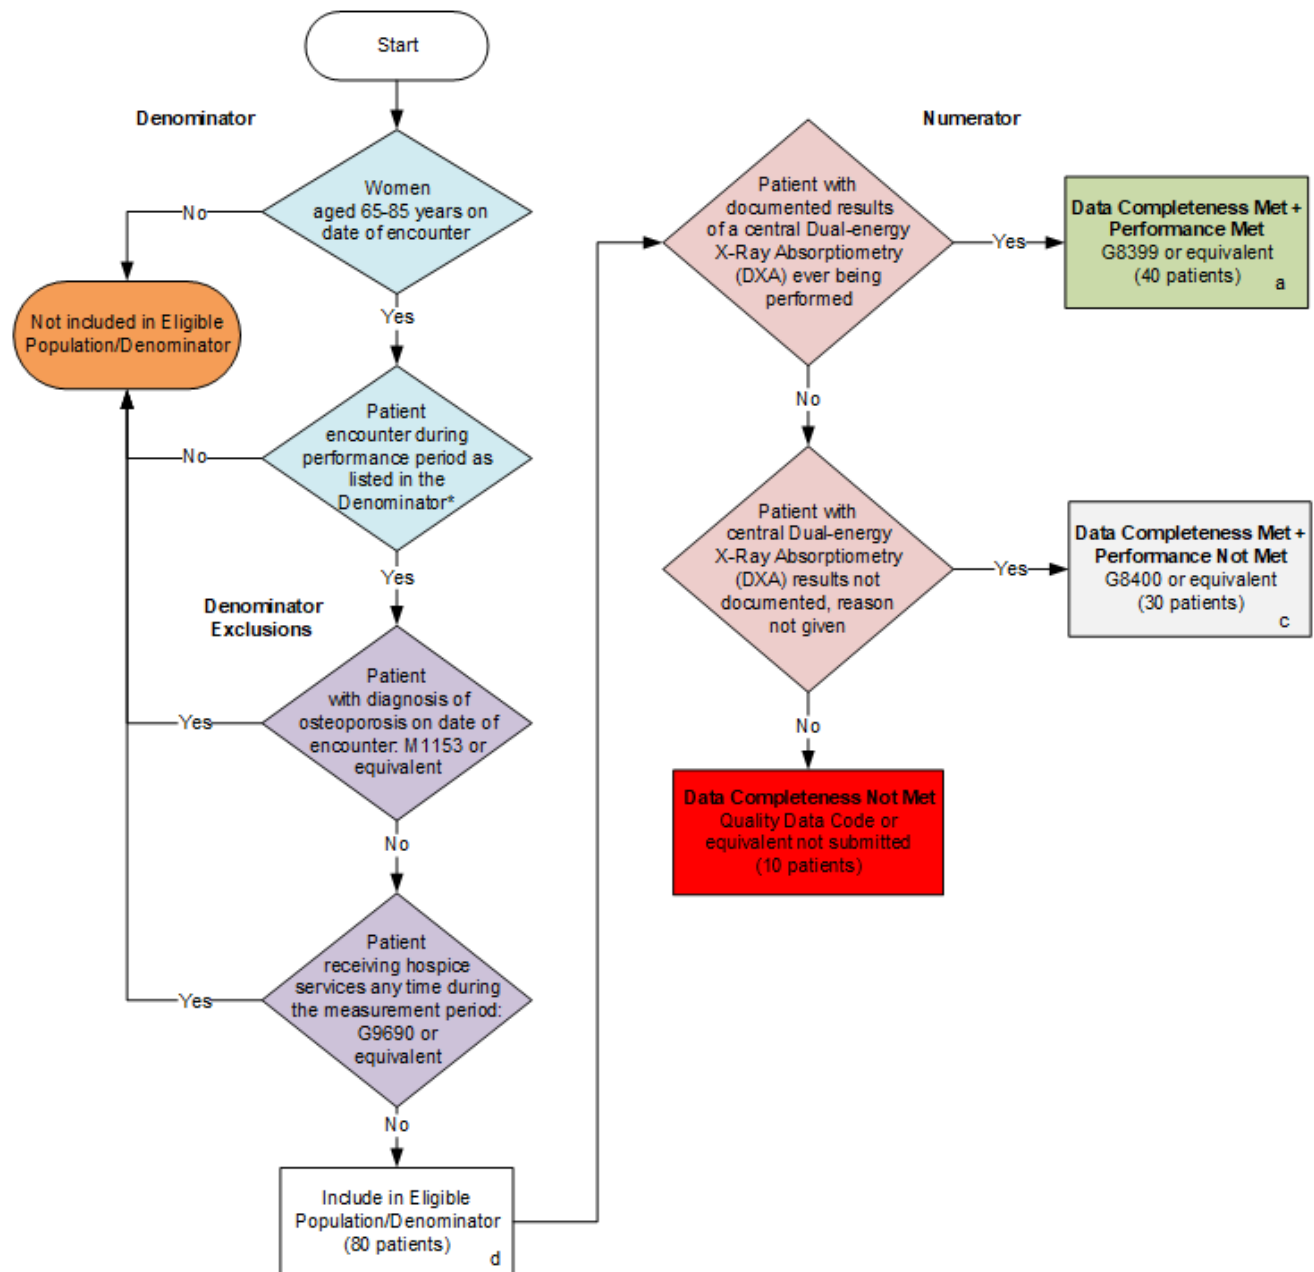 Start
Denominator
Women
aged 65-85 years on
date of encounter
No
Not included in Eligible
Population/Denominator
Yes
Patient
encounter during
performance period as
listed in the
Denominator*
No
Yes
Denominator
Exclusions
Patient
with diagnosis of
osteoporosis on date of
encounter: M1153 or
equivalent
Yes
No
Patient
receiving hospice
services any time during
the measurement period:
G9690 or
equivalent
Yes
No
Include in Eligible
Population/Denominator
(80 patients)
d
Numerator
Patient with
documented results
of a central Dual-energy
X-Ray Absorptiometry
(DXA) ever being
performed
Yes
Data Completeness Met +
Performance Met
G8399 or equivalent
(40 patients)
a
No
Patient with
central Dual-energy
X-Ray Absorptiometry
(DXA) results not
documented, reason
not given
Yes
Data Completeness Met +
Performance Not Met
G8400 or equivalent
(30 patients)
c
No
Data Completeness Not Met
Quality Data Code or
equivalent not submitted
(10 patients)